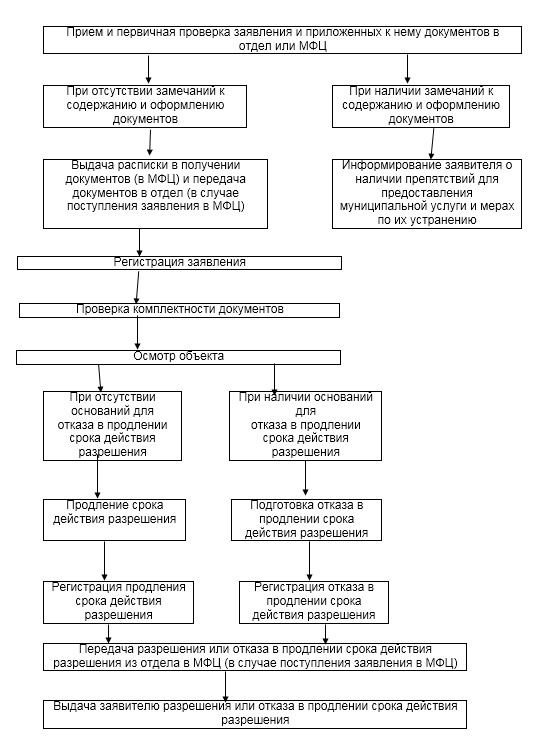 Прием и первичная проверка заявления и приложенных к нему документов в
отдел или МФЦ
При отсутствии замечаний к
содержанию и оформлению
документов
При наличии замечаний к
содержанию и оформлению
документов
Выдача расписки в получении
документов (в МФЦ) и передача
документов в отдел (в случае
поступления заявления в МФЦ)
Информирование заявителя о
наличии препятствий для
предоставления
муниципальной услуги и мерах
по их устранению
Регистрация заявления
Проверка комплектности документов
Осмотр объекта
При отсутствии
оснований для
отказа в продлении
срока действия
разрешения
При наличии оснований
для
отказа в продлении
срока действия
разрешения
Продление срока
действия разрешения
Подготовка отказа в
продлении срока
действия разрешения
Регистрация продления
срока действия
разрешения
Регистрация отказа в
продлении срока
действия разрешения
Передача разрешения или отказа в продлении срока действия
разрешения из отдела в МФЦ (в случае поступления заявления в МФЦ)
Выдача заявителю разрешения или отказа в продлении срока действия
разрешения